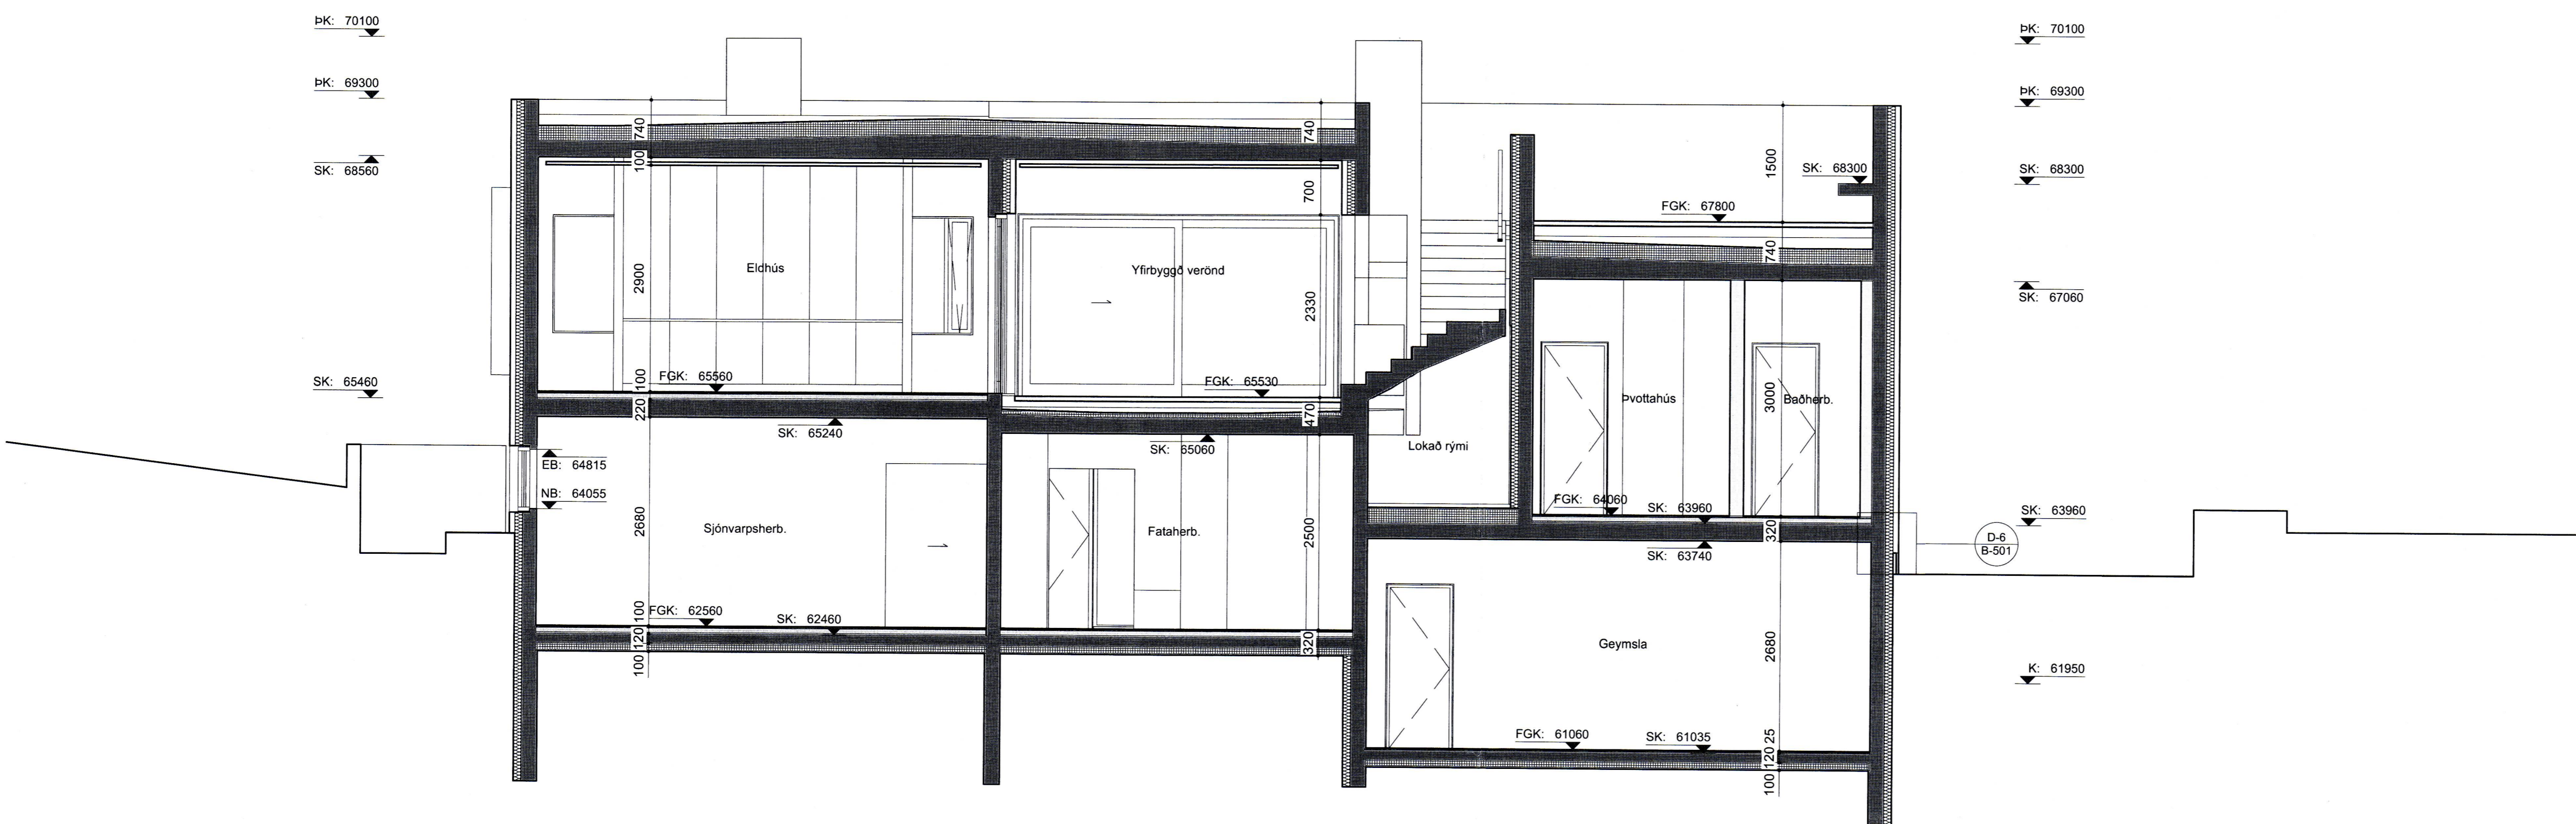 ÞK: 70100
ÞK: 70100
ÞK: 69300
ÞK: 69300
SK: 68560
SK: 68300
SK: 68300
740
100
740
700
1500
FGK: 67800
740
Eldhús
2900
Yfirbyggð verönd
2330
SK: 67060
SK: 65460
100
FGK: 65560
FGK: 65530
220
470
SK: 65240
SK: 65060
Þvottahús
3000
Baðherb.
Lokað rými
EB: 64815
NB: 64055
FGK: 64060
SK: 63960
SK: 63960
2680
Sjónvarpsherb.
Fataherb.
2500
320
SK: 63740
D-6
B-501
100
FGK: 62560
SK: 62460
120
100
320
Geymsla
2680
K: 61950
FGK: 61060
SK: 61035
25
120
100